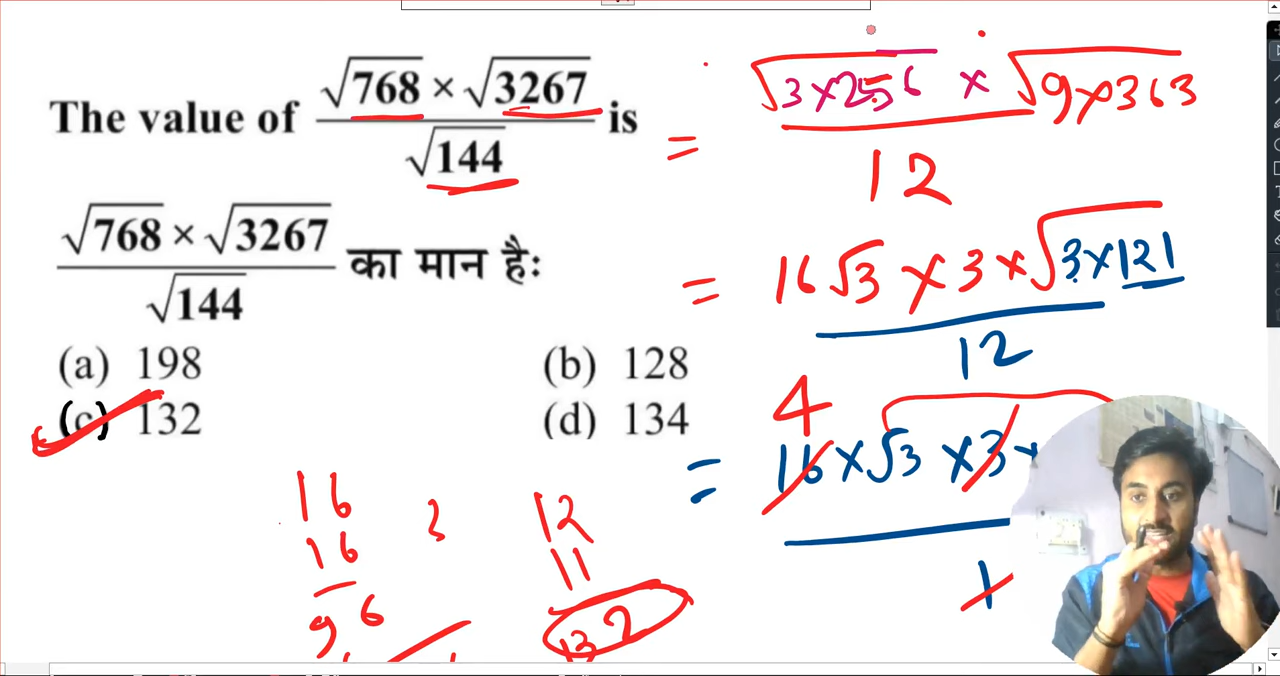 The value of √768 × √3267 / √144 is
√768 × √3267 / √144 का मान हैः
(a) 198 (b) 128
(c) 132 (d) 134
= √3×256 × √9×363 / 12
= 16√3 × 3 × √3×121 / 12
4
= 16 × √3 × 3 ×
16 3 12
16 11
96 132